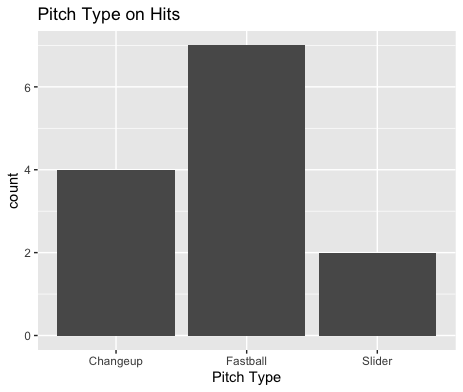 Pitch Type on Hits
count
6
4
2
0
Changeup Fastball Slider
Pitch Type